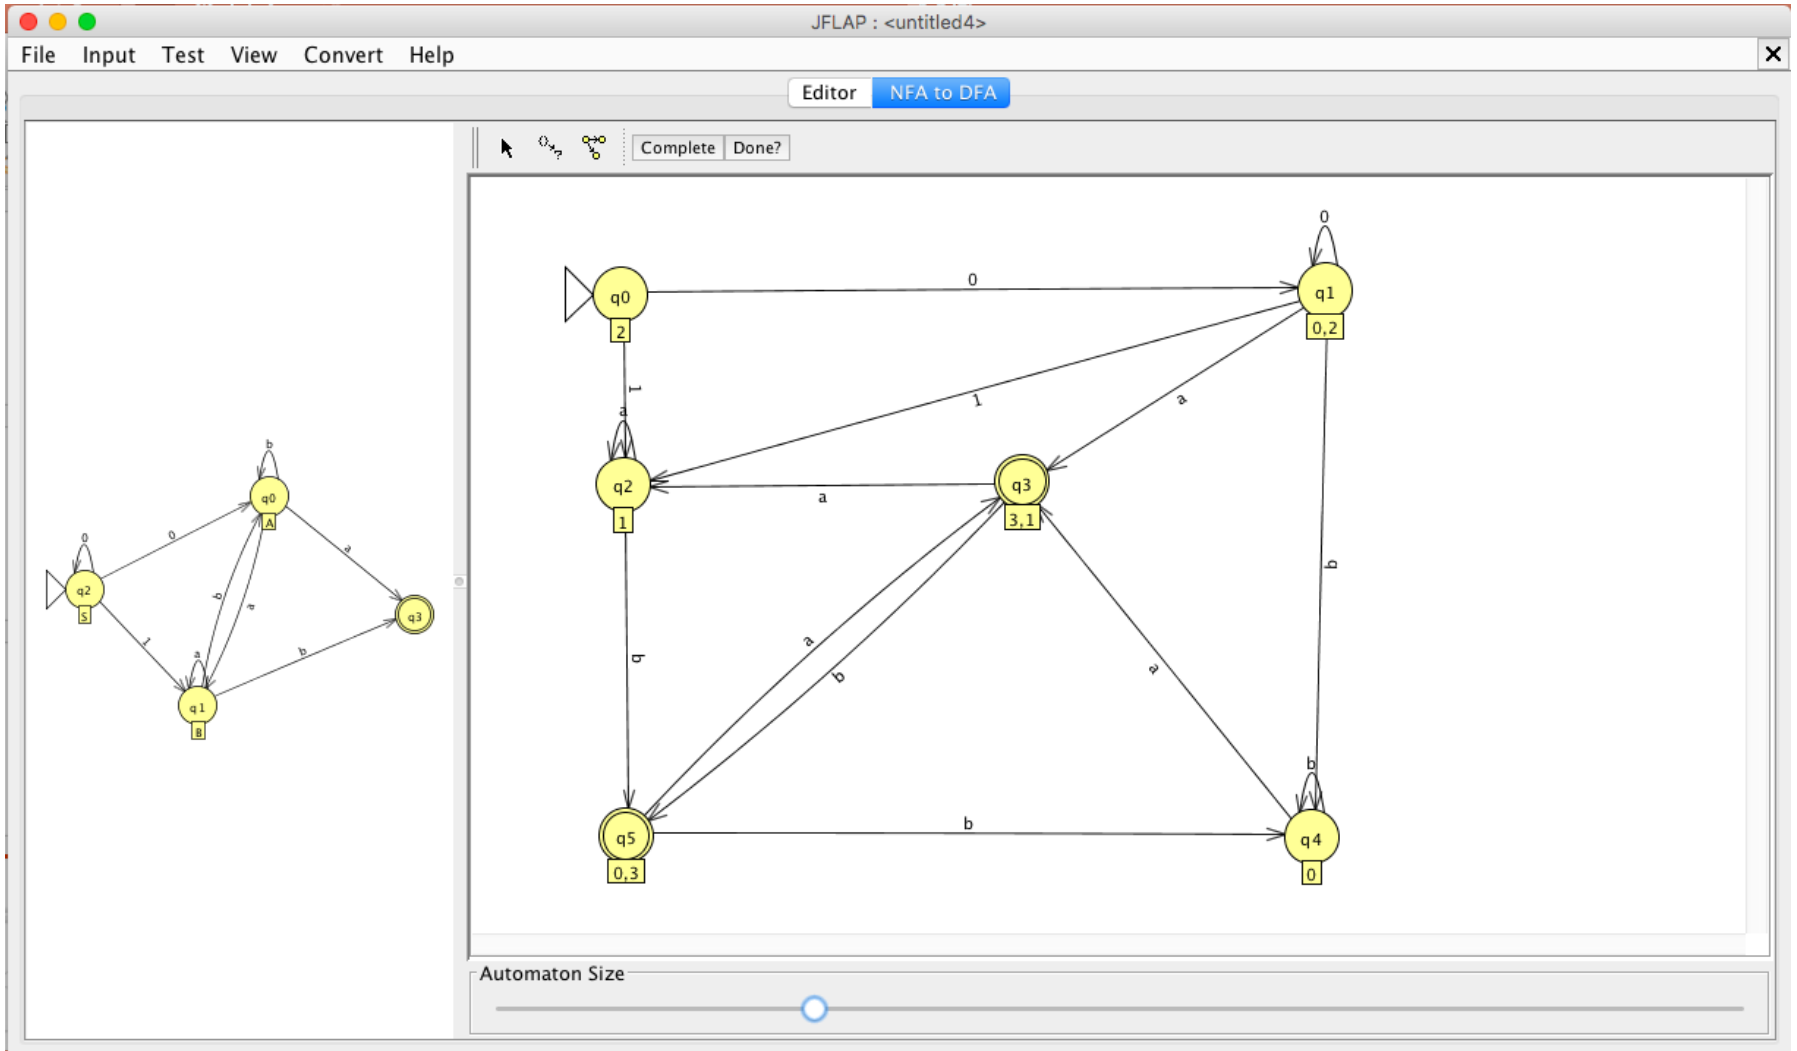 JFLAP : <untitled4>
File Input Test View Convert Help
Editor NFA to DFA
Complete Done?
b
q0
A
0
0
a
q2
S
b
a
q3
1
a
b
q1
B
0
q0
2
0
q1
0,2
1
a
1
a
q2
1
a
q3
3,1
b
b
a
b
a
b
q5
0,3
b
q4
0
Automaton Size